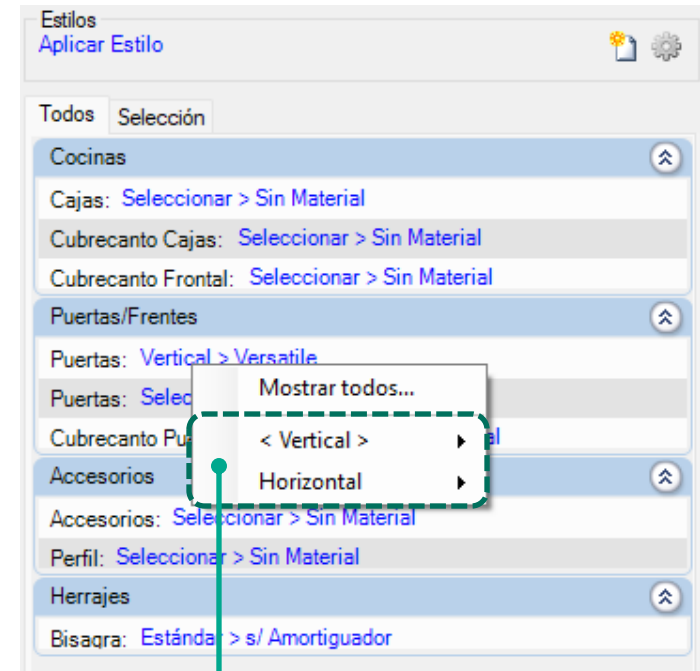 Estilos
Aplicar Estilo
Todos Selección
Cocinas
Cajas: Seleccionar > Sin Material
Cubrecanto Cajas: Seleccionar > Sin Material
Cubrecanto Frontal: Seleccionar > Sin Material
Puertas/Frentes
Puertas: Vertical > Versatile
Mostrar todos...
Puertas:
< Vertical >
Cubrecanto
Horizontal
Accesorios
Accesorios: Seleccionar > Sin Material
Perfil: Seleccionar > Sin Material
Herrajes
Bisagra: Estándar > s/ Amortiguador